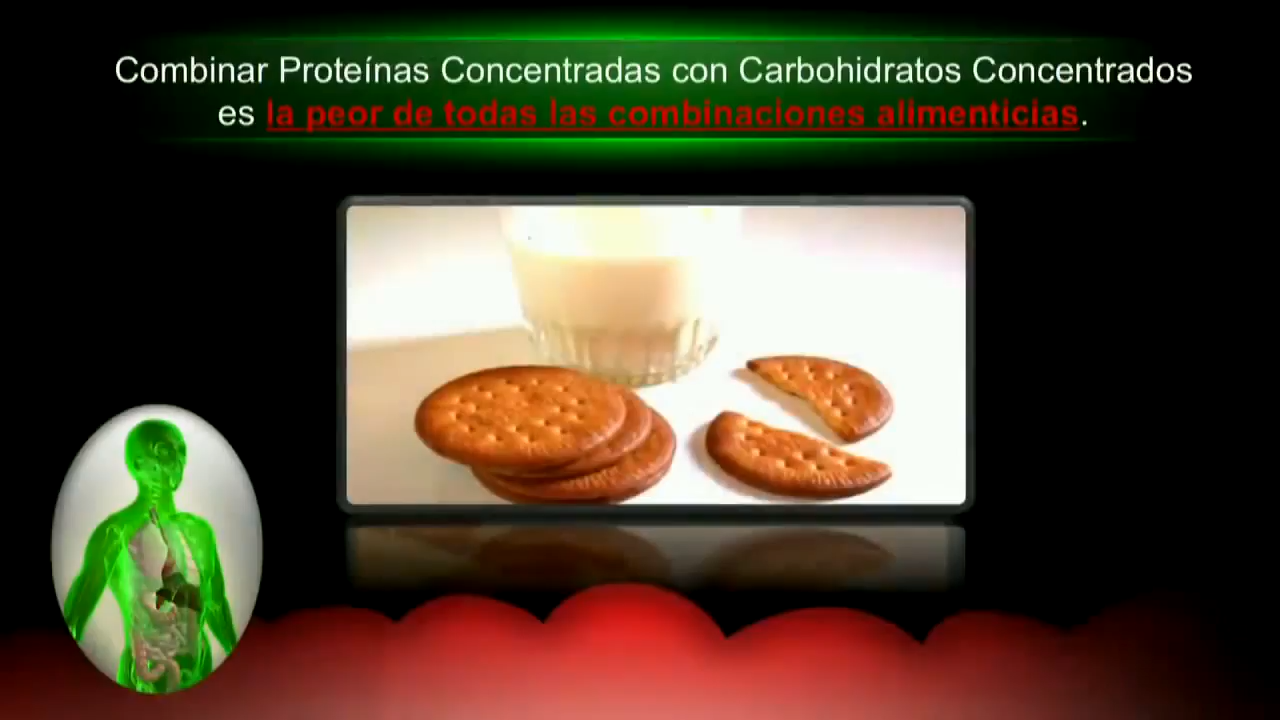 Combinar Proteínas Concentradas con Carbohidratos Concentrados
es la peor de todas las combinaciones alimenticias.